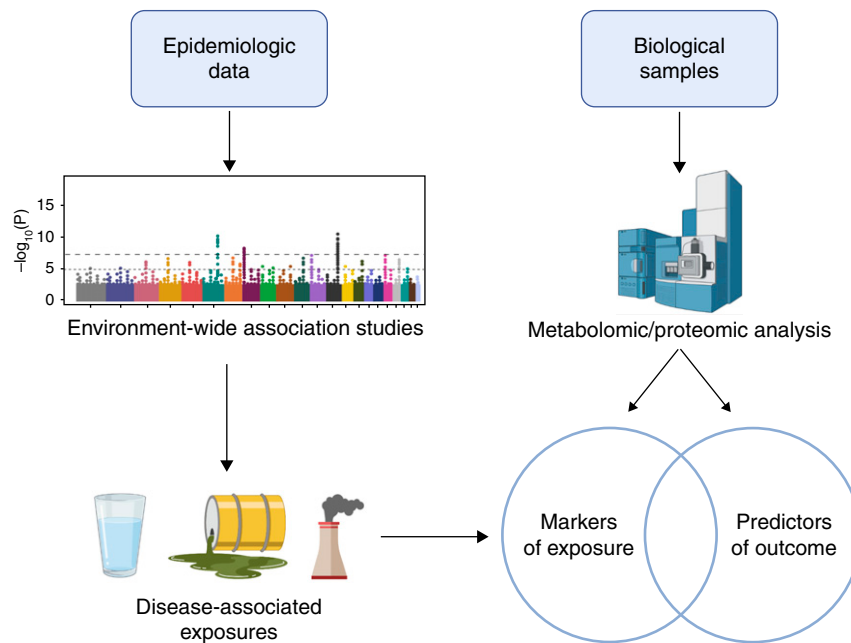 Epidemiologic
data
Biological
samples
−log10(P)
15
10
5
0
Environment-wide association studies
Metabolomic/proteomic analysis
Markers
of exposure
Predictors
of outcome
Disease-associated
exposures